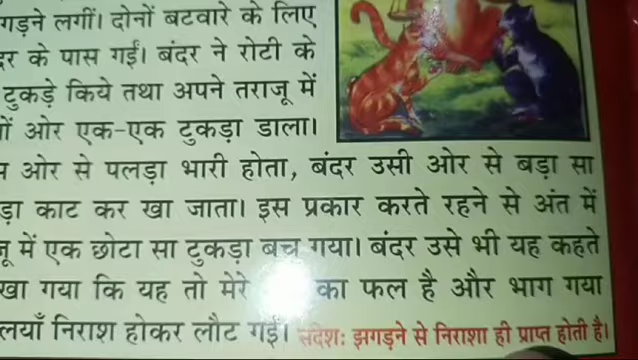 गड़ने लगीं। दोनों बटवारे के लिए
के पास गईं। बंदर ने रोटी के
टुकड़े किये तथा अपने तराजू में
ओर एक-एक टुकड़ा डाला।
ओर से पलड़ा भारी होता, बंदर उसी ओर से बड़ा सा
काट कर खा जाता। इस प्रकार करते रहने से अंत में
में एक छोटा सा टुकड़ा बच गया। बंदर उसे भी यह कहते
खा गया कि यह तो मेरे का फल है और भाग गया
निराश होकर लौट गईं। संदेश: झगड़ने से निराशा ही प्राप्त होती है।